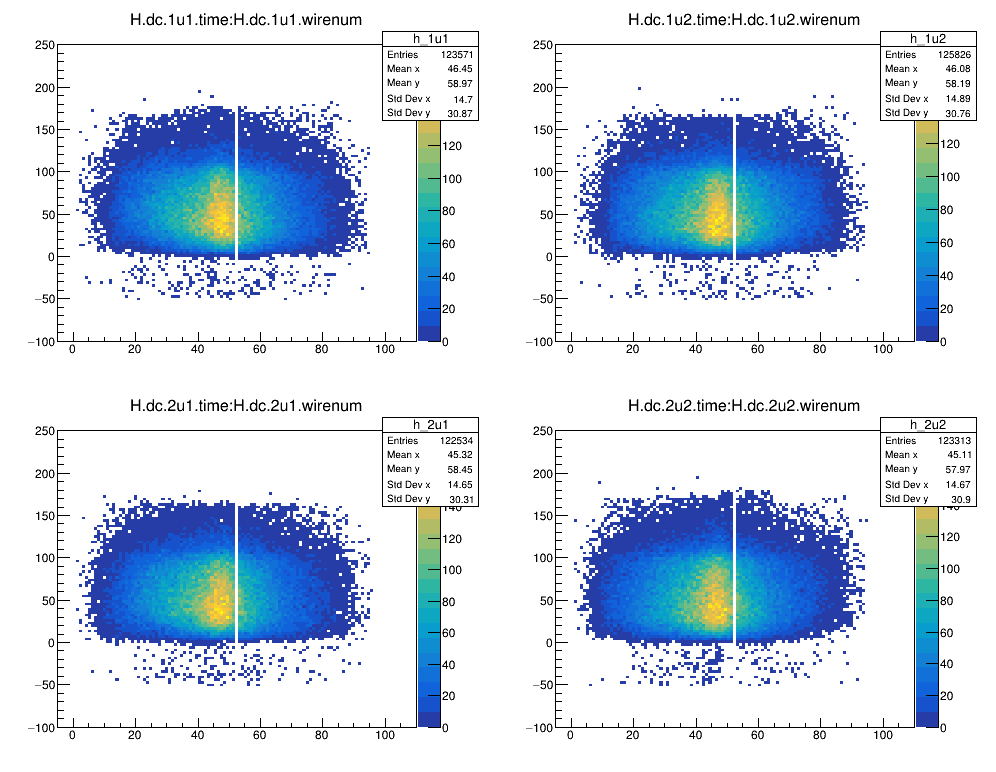 H.dc.1u1.time:H.dc.1u1.wirenum
h_1u1
Entries 123571
Mean x 46.45
Mean y 58.97
Std Dev x 14.7
Std Dev y 30.87
250
200
150
100
50
0
−50
−100
0 20 40 60 80 100
120
100
80
60
40
20
0
H.dc.1u2.time:H.dc.1u2.wirenum
h_1u2
Entries 125826
Mean x 46.08
Mean y 58.19
Std Dev x 14.89
Std Dev y 30.76
250
200
150
100
50
0
−50
−100
0 20 40 60 80 100
120
100
80
60
40
20
0
H.dc.2u1.time:H.dc.2u1.wirenum
h_2u1
Entries 122534
Mean x 45.32
Mean y 58.45
Std Dev x 14.65
Std Dev y 30.31
250
200
150
100
50
0
−50
−100
0 20 40 60 80 100
140
120
100
80
60
40
20
0
H.dc.2u2.time:H.dc.2u2.wirenum
h_2u2
Entries 123313
Mean x 45.11
Mean y 57.97
Std Dev x 14.67
Std Dev y 30.9
250
200
150
100
50
0
−50
−100
0 20 40 60 80 100
140
120
100
80
60
40
20
0